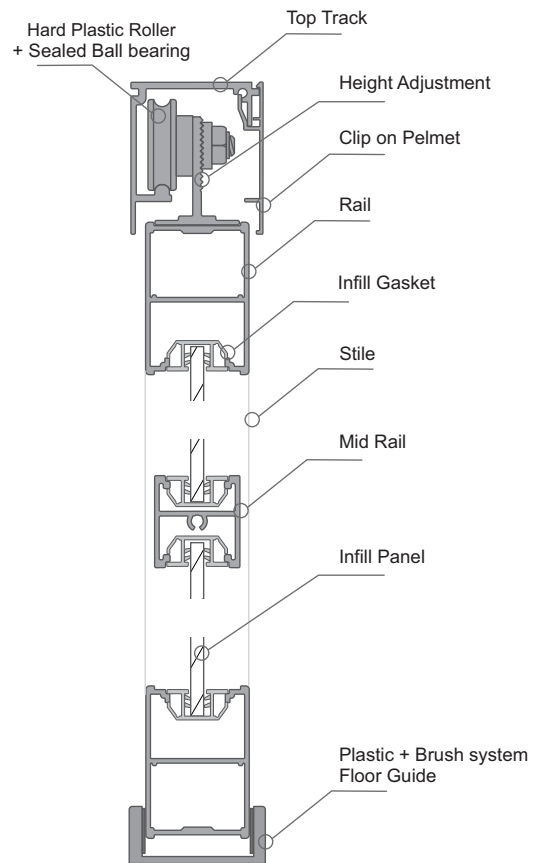 Top Track
Hard Plastic Roller
+ Sealed Ball bearing
Height Adjustment
Clip on Pelmet
Rail
Infill Gasket
Stile
Mid Rail
Infill Panel
Plastic + Brush system
Floor Guide